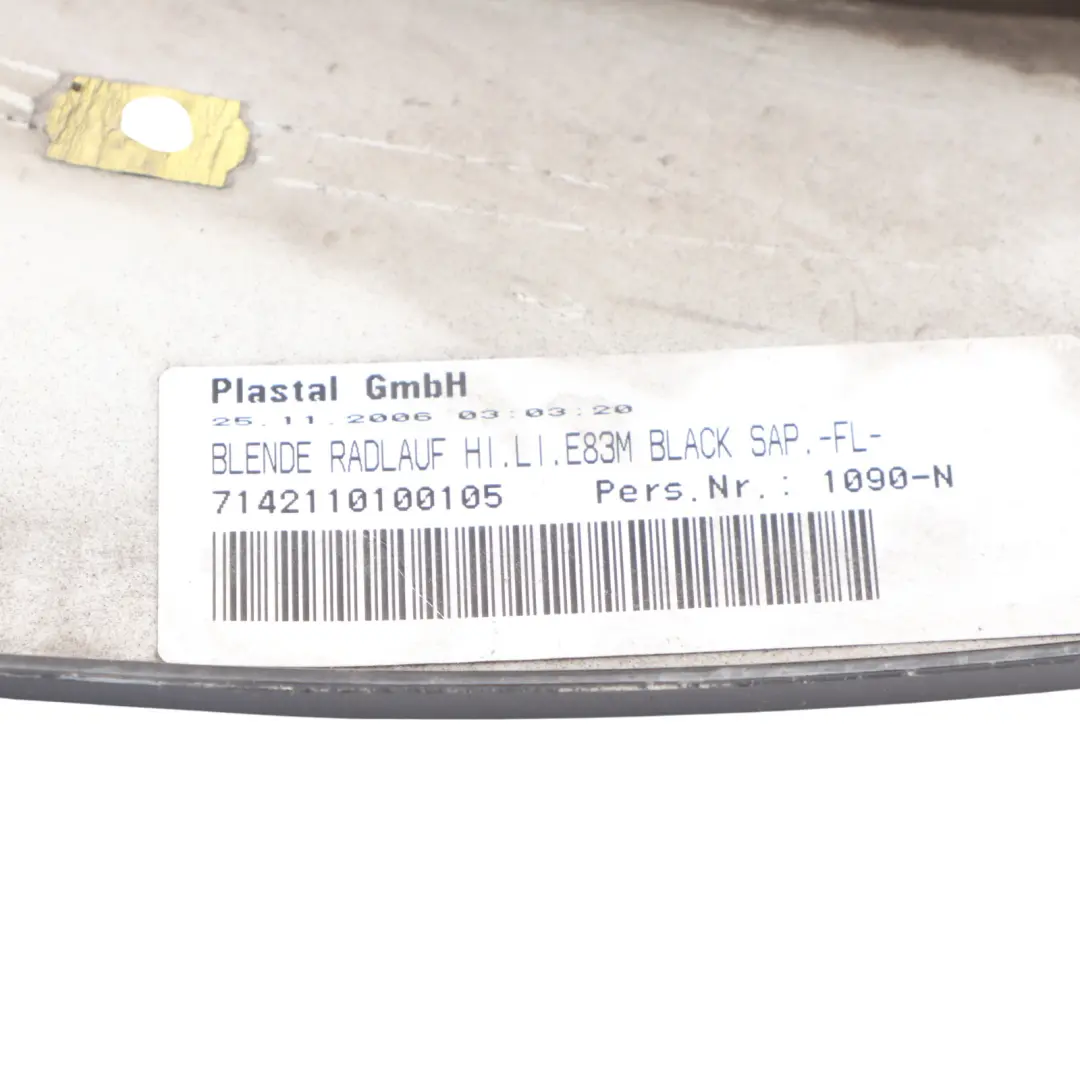 Plastal GmbH
25.11.2006 03:03:20
BLENDE RADLAUF HI.LI.E83M BLACK SAP.-FL-
7142110100105 Pers.Nr.: 1090-N